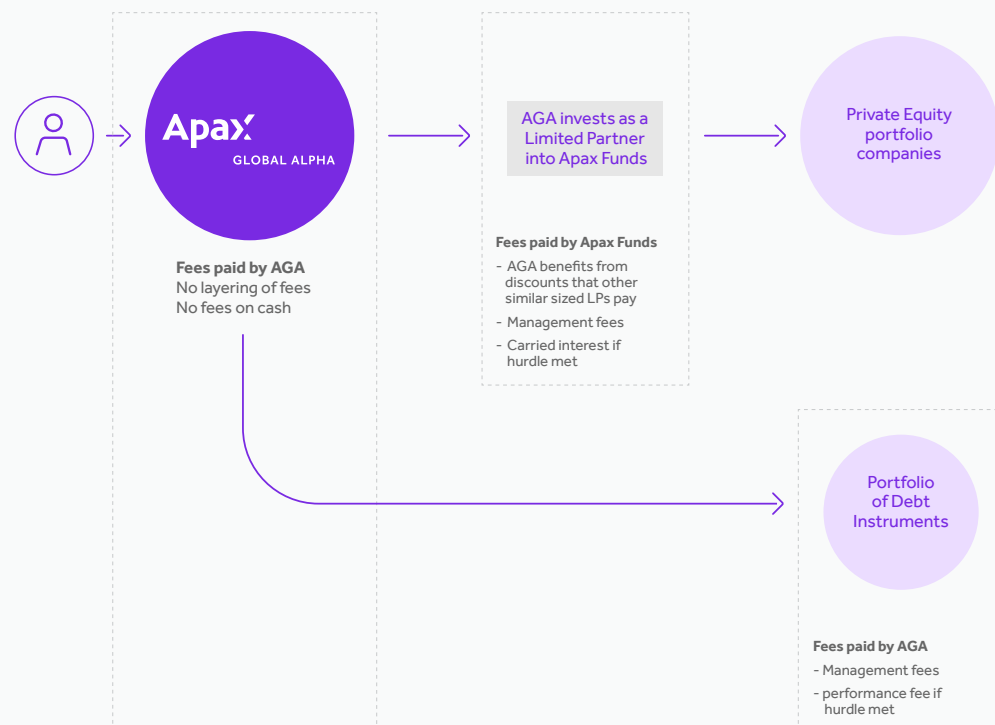 Apax
GLOBAL ALPHA
Fees paid by AGA
No layering of fees
No fees on cash
AGA invests as a
Limited Partner
into Apax Funds
Fees paid by Apax Funds
- AGA benefits from
discounts that other
similar sized LPs pay
- Management fees
- Carried interest if
hurdle met
Private Equity
portfolio
companies
Portfolio
of Debt
Instruments
Fees paid by AGA
- Management fees
- performance fee if
hurdle met